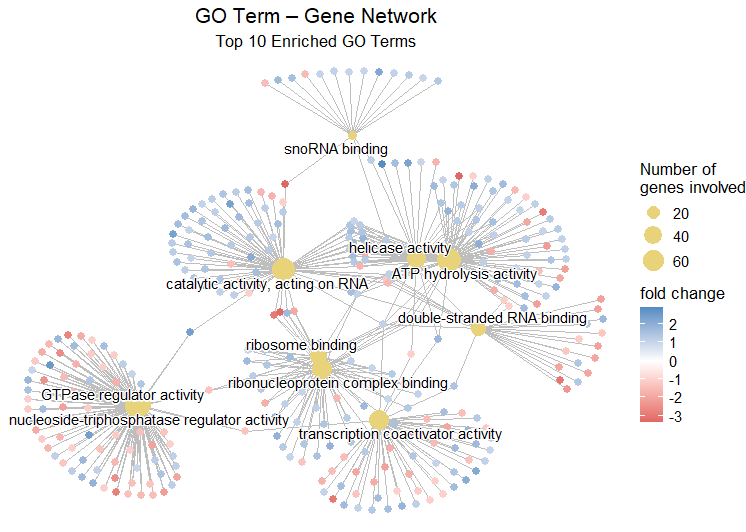 GO Term – Gene Network
Top 10 Enriched GO Terms
snoRNA binding
helicase activity
ATP hydrolysis activity
catalytic activity, acting on RNA
double-stranded RNA binding
ribosome binding
ribonucleoprotein complex binding
GTPase regulator activity
nucleoside-triphosphatase regulator activity
transcription coactivator activity
Number of
genes involved
20
40
60
fold change
2
1
0
-1
-2
-3